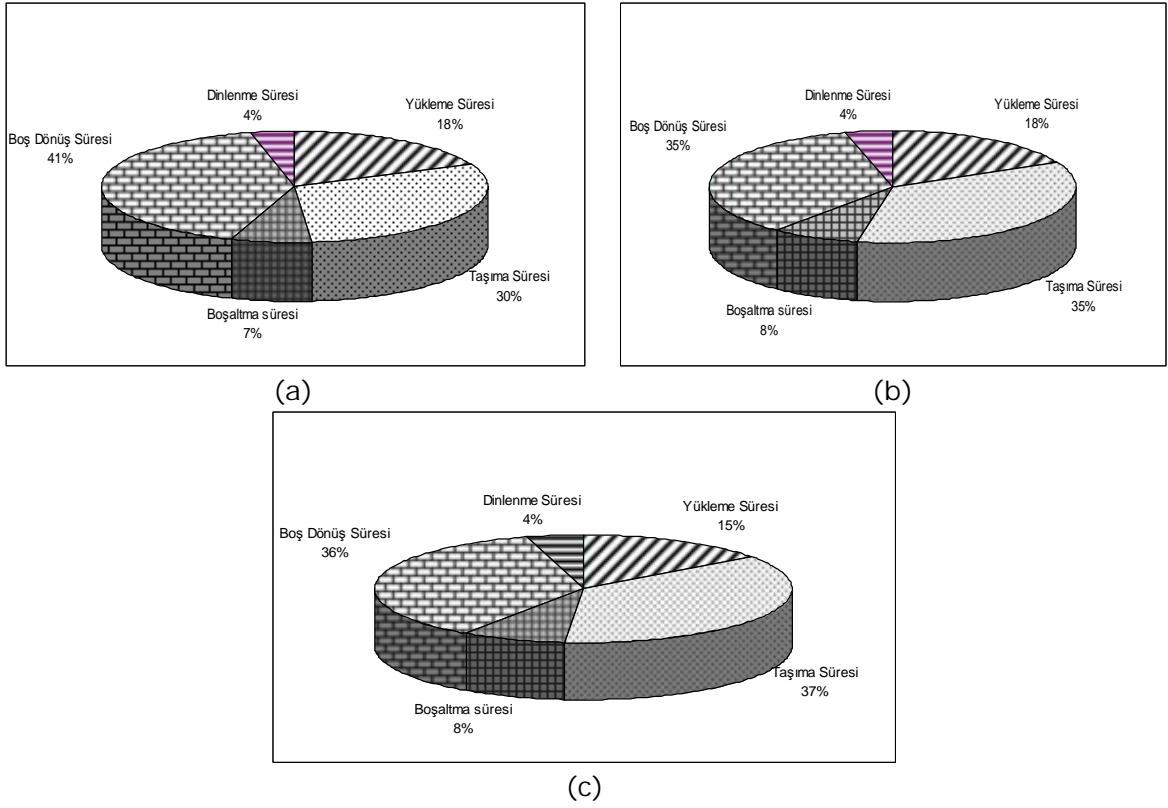 Dinlenme Süresi
4%
Yükleme Süresi
18%
Boş Dönüş Süresi
41%
Taşıma Süresi
30%
Boşaltma süresi
7%
(a)
Dinlenme Süresi
4%
Yükleme Süresi
18%
Boş Dönüş Süresi
35%
Taşıma Süresi
35%
Boşaltma süresi
8%
(b)
Dinlenme Süresi
4%
Yükleme Süresi
15%
Boş Dönüş Süresi
36%
Taşıma Süresi
37%
Boşaltma süresi
8%
(c)